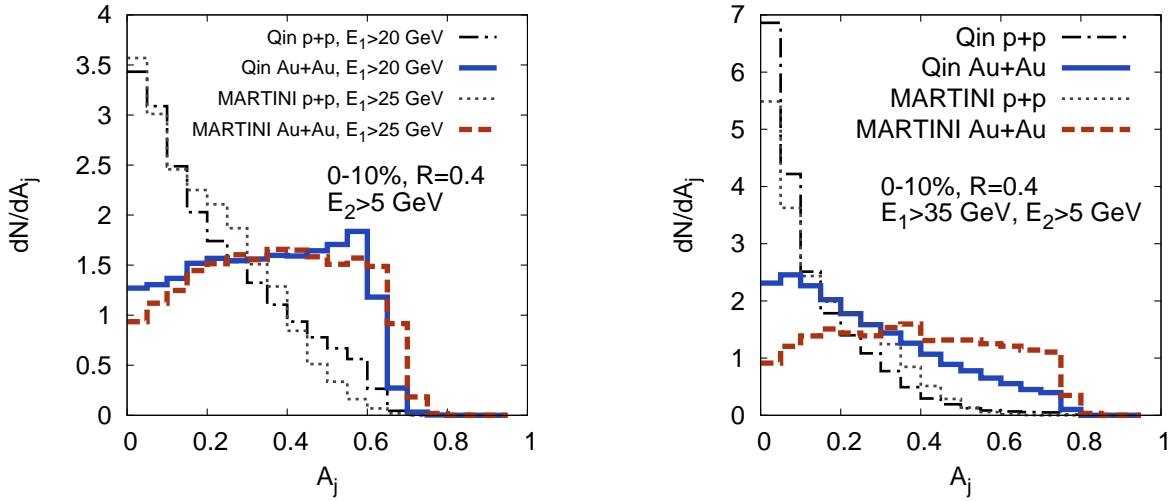 4
3.5
3
2.5
2
1.5
1
0.5
0
0 0.2 0.4 0.6 0.8 1
dN/dA_j
A_j
Qin p+p, E_1>20 GeV
Qin Au+Au, E_1>20 GeV
MARTINI p+p, E_1>25 GeV
MARTINI Au+Au, E_1>25 GeV
0-10%, R=0.4
E_2>5 GeV
7
6
5
4
3
2
1
0
0 0.2 0.4 0.6 0.8 1
dN/dA_j
A_j
Qin p+p
Qin Au+Au
MARTINI p+p
MARTINI Au+Au
0-10%, R=0.4
E_1>35 GeV, E_2>5 GeV